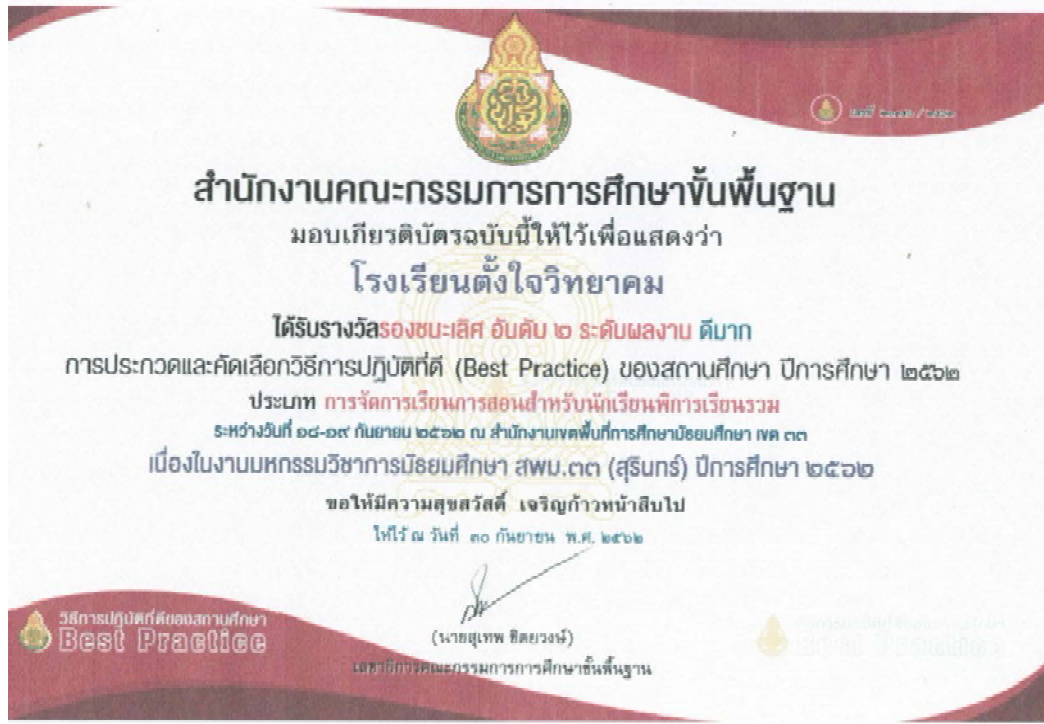 สำนักงานคณะกรรมการการศึกษาขั้นพื้นฐาน
มอบเกียรติบัตรฉบับนี้ให้ไว้เพื่อแสดงว่า
โรงเรียนตั้งใจวิทยาคม
ได้รับรางวัลรองชนะเลิศ อันดับ ๒ ระดับผลงาน ดีมาก
การประกวดและคัดเลือกวิธีการปฏิบัติที่ดี (Best Practice) ของสถานศึกษา ปีการศึกษา ๒๕๖๒
ประเภท การจัดการเรียนการสอนสำหรับนักเรียนพิการเรียนรวม
ระหว่างวันที่ ๑๘-๑๙ กันยายน ๒๕๖๒ ณ สำนักงานเขตพื้นที่การศึกษามัธยมศึกษา เขต ๓๓
เนื่องในงานมหกรรมวิชาการมัธยมศึกษา สพม.๓๓ (สุรินทร์) ปีการศึกษา ๒๕๖๒
ขอให้มีความสุขสวัสดิ์ เจริญก้าวหน้าสืบไป
ให้ไว้ ณ วันที่ ๓๐ กันยายน พ.ศ. ๒๕๖๒
(นายสุเทพ ชิตยวงษ์)
เลขาธิการคณะกรรมการการศึกษาขั้นพื้นฐาน
วิธีการปฏิบัติที่ดีของสถานศึกษา
Best Practice